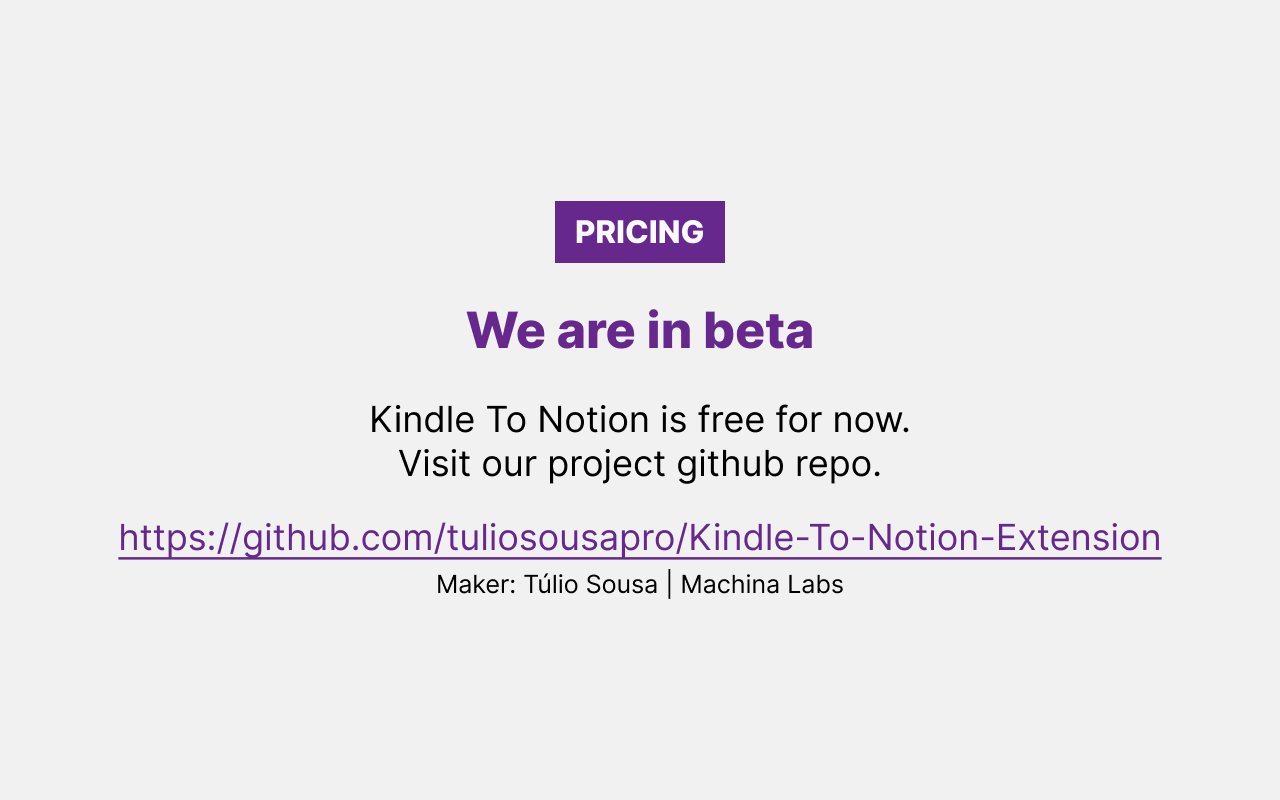 PRICING
We are in beta
Kindle To Notion is free for now.
Visit our project github repo.
https://github.com/tuliosousapro/Kindle-To-Notion-Extension
Maker: Túlio Sousa | Machina Labs